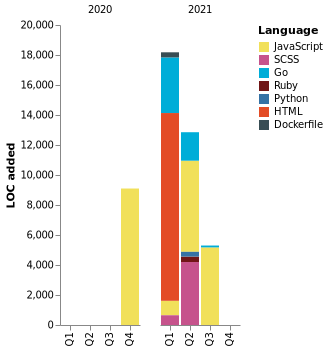 2020
2021
20,000
18,000
16,000
14,000
12,000
10,000
8,000
6,000
4,000
2,000
0
LOC added
Q1
Q2
Q3
Q4
Q1
Q2
Q3
Q4
Language
JavaScript
SCSS
Go
Ruby
Python
HTML
Dockerfile